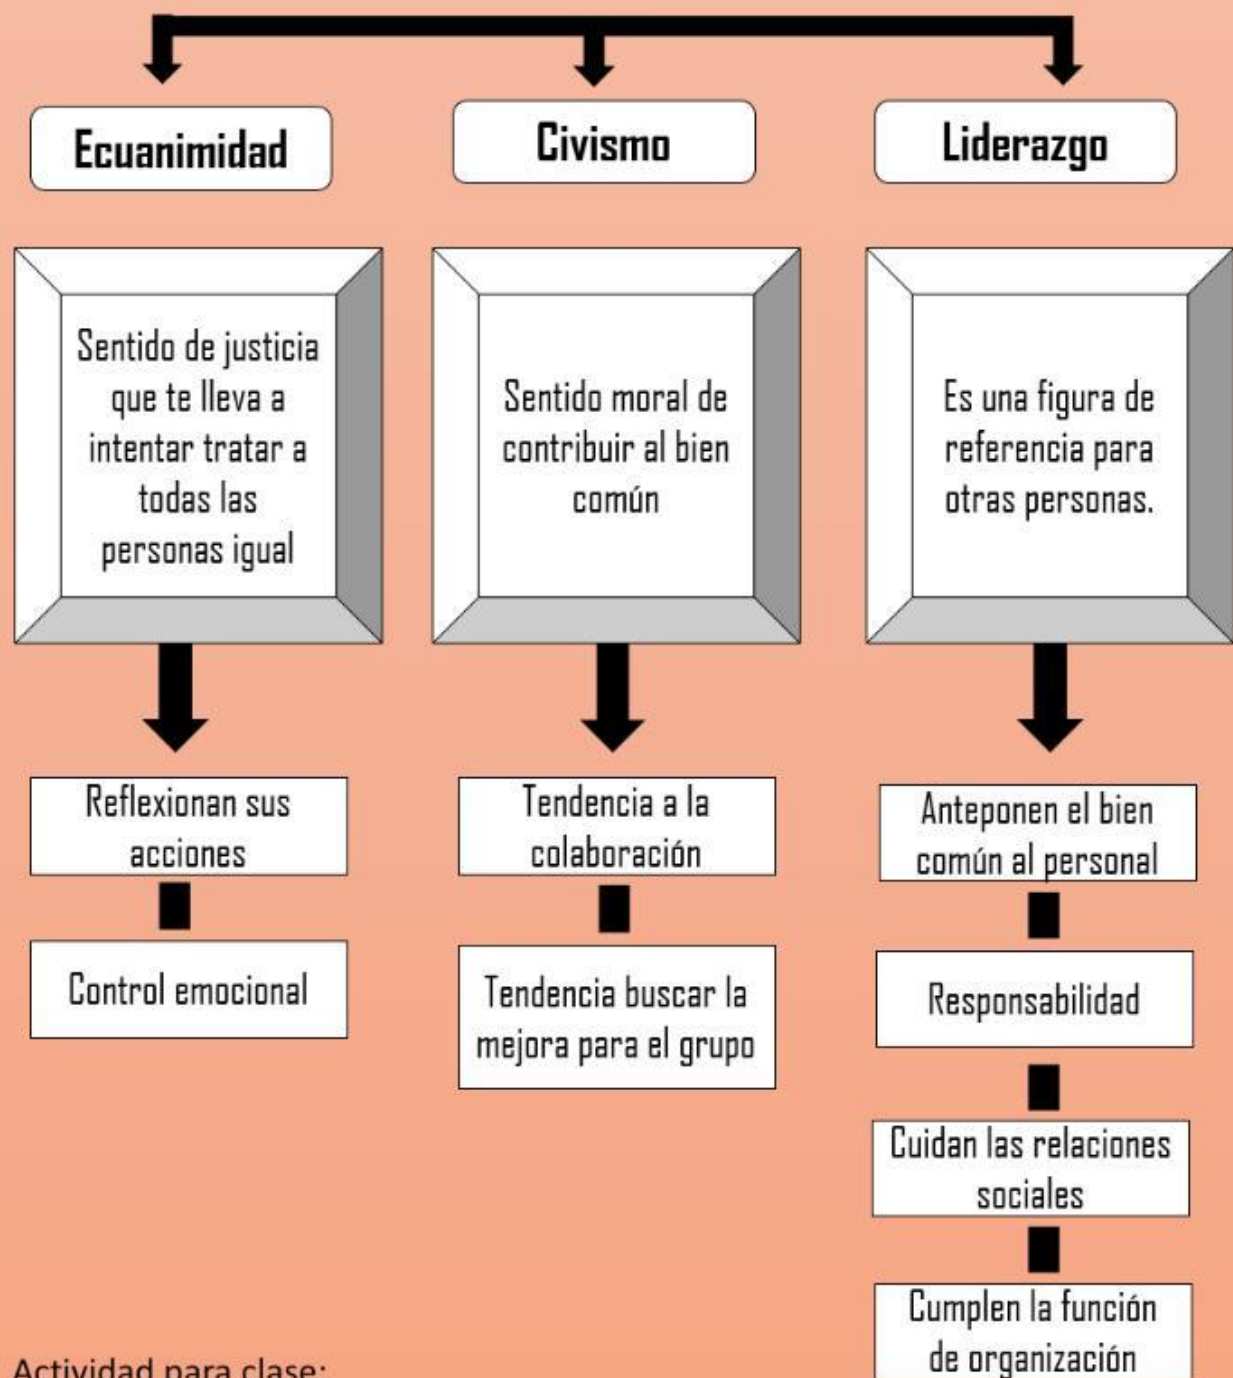 Ecuanimidad
Civismo
Liderazgo
Sentido de justicia
que te lleva a
intentar tratar a
todas las
personas igual
Sentido moral de
contribuir al bien
común
Es una figura de
referencia para
otras personas.
Reflexionan sus
acciones
Control emocional
Tendencia a la
colaboración
Tendencia buscar la
mejora para el grupo
Anteponen el bien
común al personal
Responsabilidad
Cuidan las relaciones
sociales
Cumplen la función
de organización
Actividad para clase: